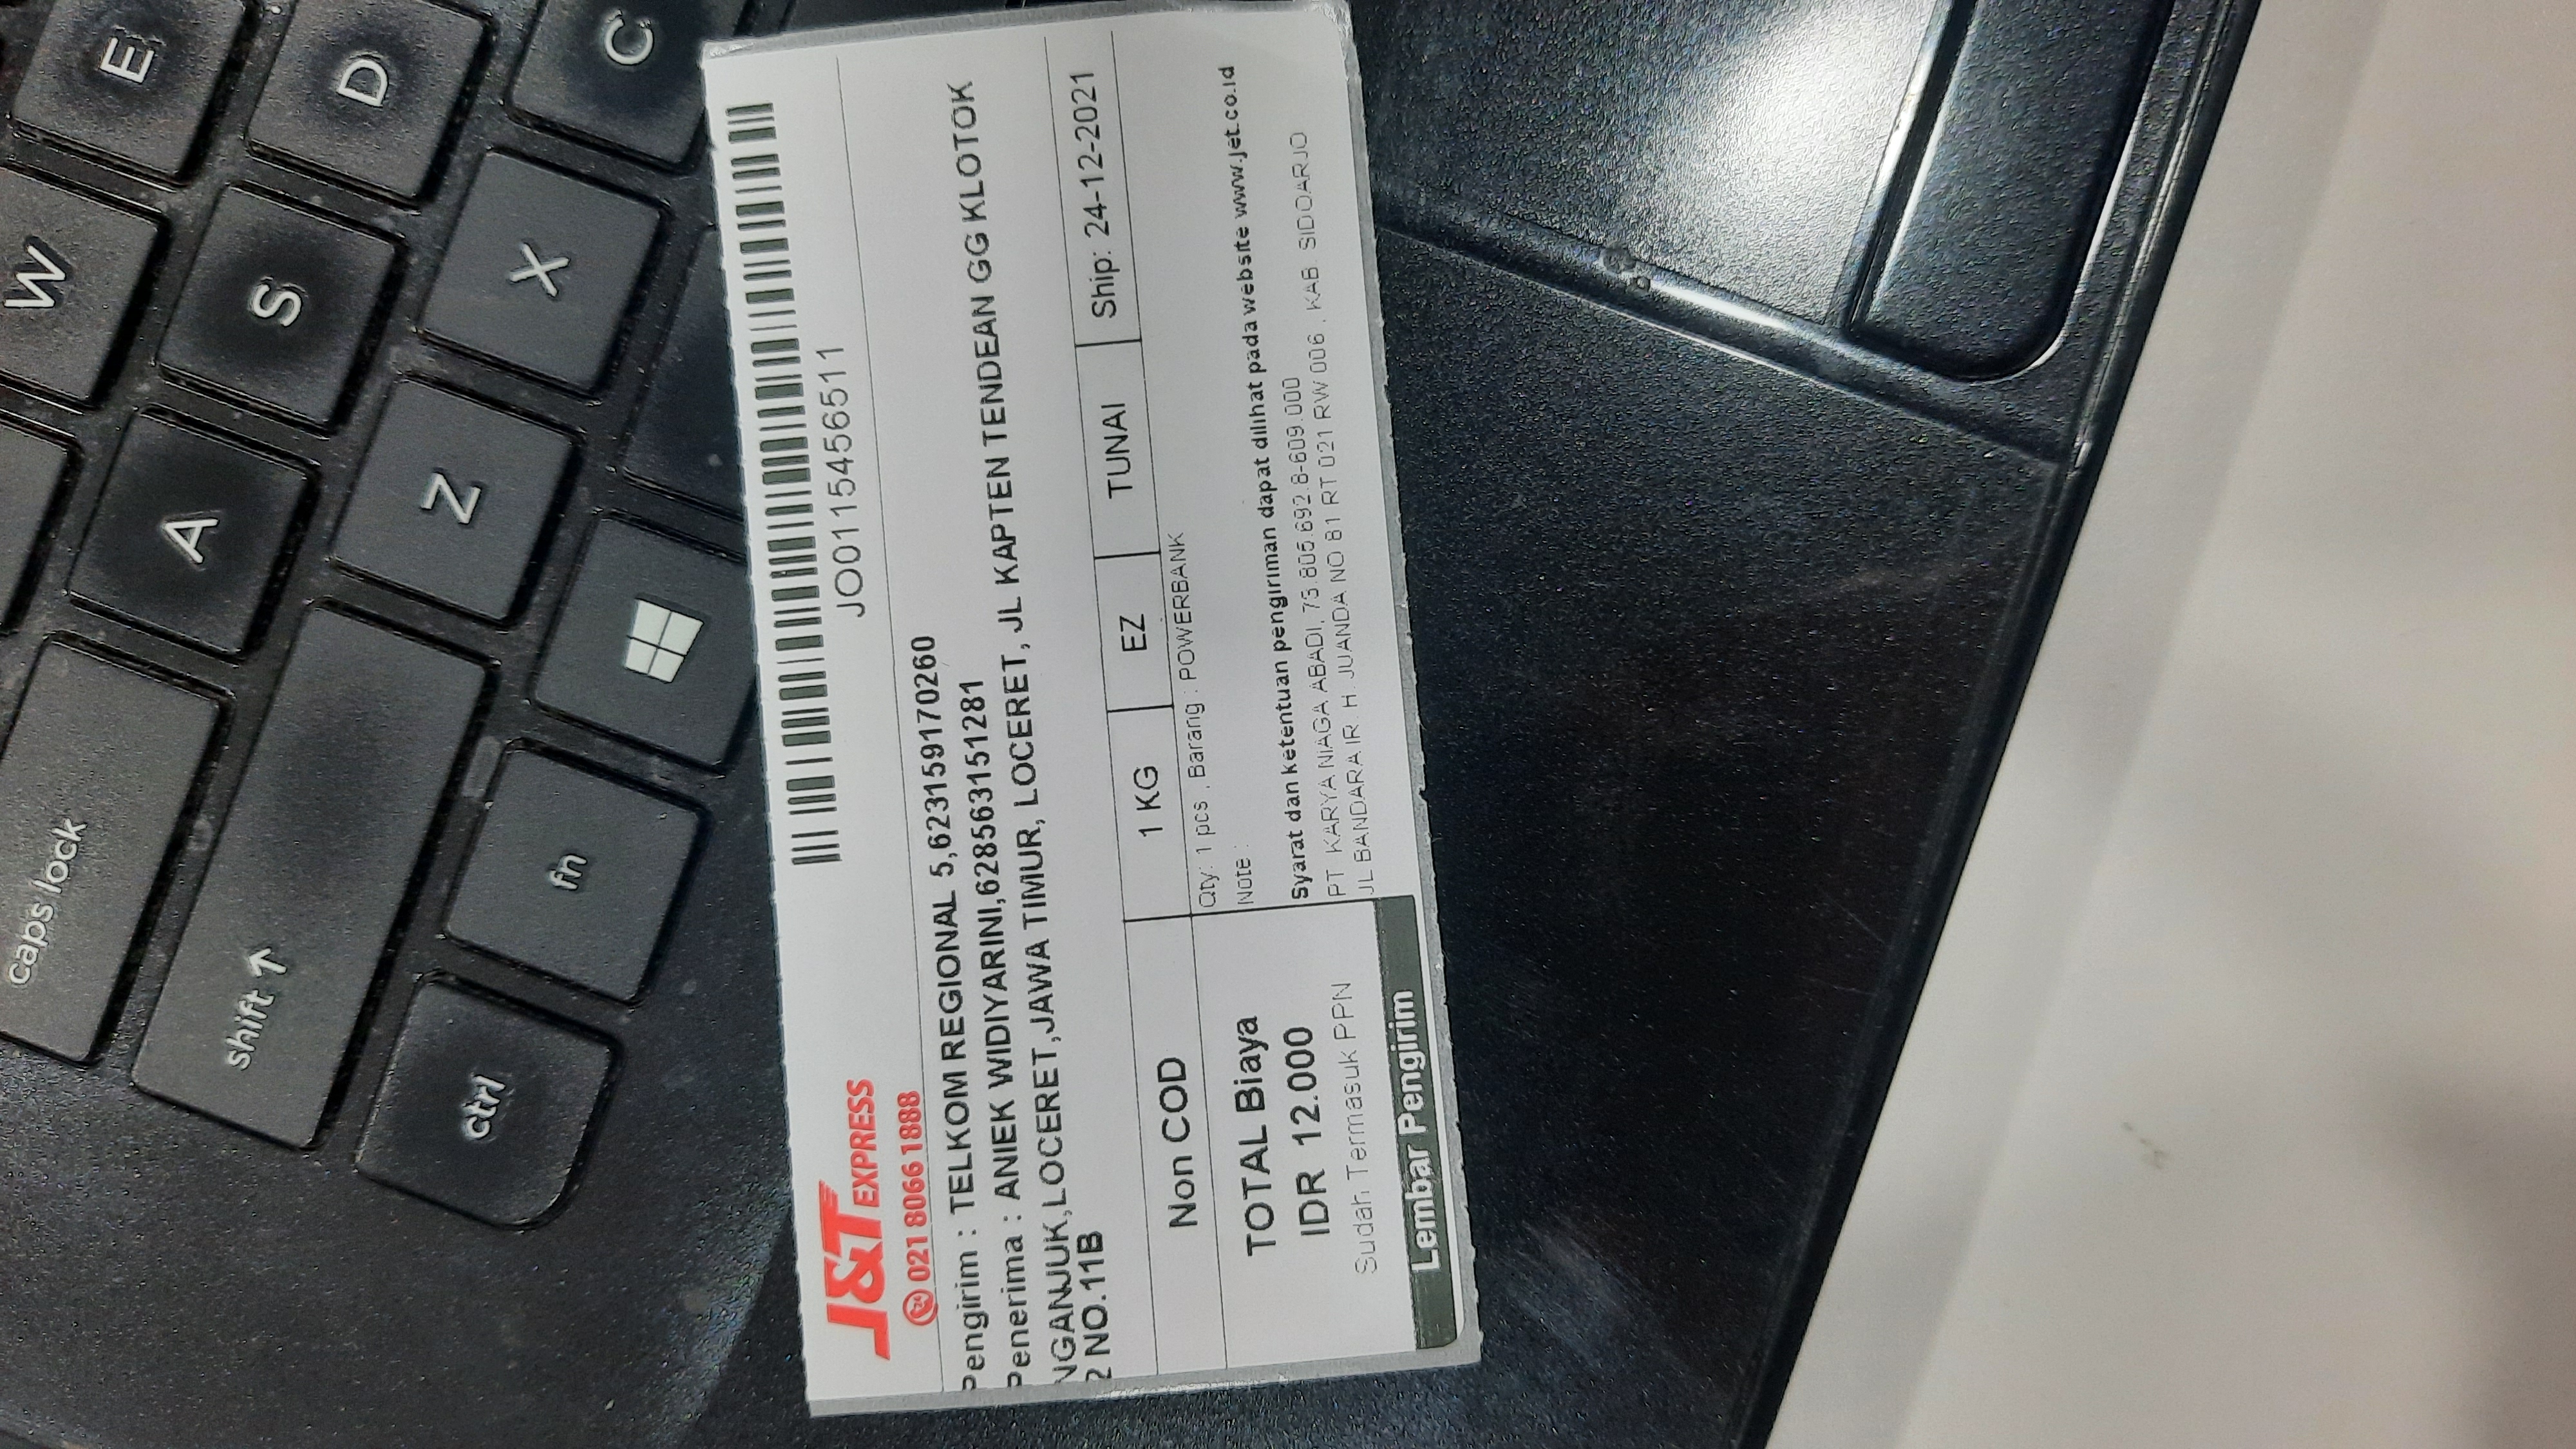 caps lock
W
E
A
S
D
shift ↑
Z
X
C
ctrl
fn
J&T EXPRESS
24
021 8066 1888
JO0115456511
Pengirim : TELKOM REGIONAL 5,623159170260
Penerima : ANIEK WIDIYARINI,628563151281
NGANJUK,LOCERET,JAWA TIMUR, LOCERET, JL KAPTEN TENDEAN GG KLOTOK
2 NO.11B
Non COD
1 KG
EZ
TUNAI
Ship: 24-12-2021
TOTAL Biaya
IDR 12.000
Sudah Termasuk PPN
Lembar Pengirim
Qty: 1 pcs , Barang : POWERBANK
Note :
Syarat dan ketentuan pengiriman dapat dilihat pada website www.jet.co.id
PT. KARYA NIAGA ABADI, 73.805.692.8-609.000
JL BANDARA IR. H. JUANDA NO 81 RT 021 RW 006 , KAB. SIDOARJO